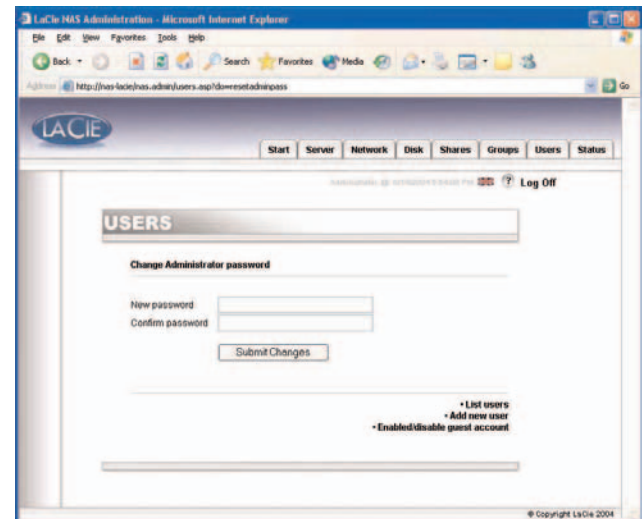 LaCie NAS Administration - Microsoft Internet Explorer
File Edit View Favorites Tools Help
Back Search Favorites Media
Address http://nas-lacie/nas.admin/users.asp?do=resetadminpass Go
LACIE
Start Server Network Disk Shares Groups Users Status
? Log Off
USERS
Change Administrator password
New password
Confirm password
Submit Changes
• List users
• Add new user
• Enabled/disable guest account
© Copyright LaCie 2004